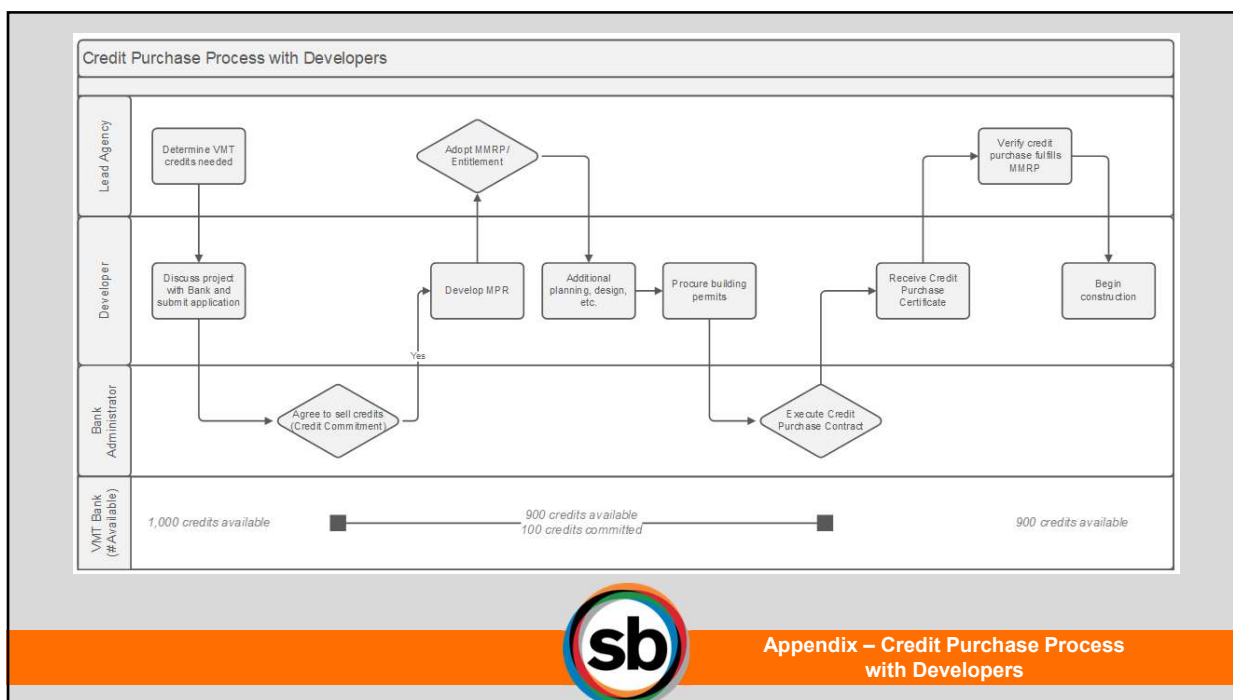 Credit Purchase Process with Developers
Lead Agency
Determine VMT
credits needed
Adopt MMRP/
Entitlement
Verify credit
purchase fulfills
MMRP
Developer
Discuss project
with Bank and
submit application
Develop MPR
Additional
planning, design,
etc.
Procure building
permits
Receive Credit
Purchase
Certificate
Begin
construction
Yes
Bank
Administrator
Agree to sell credits
(Credit Commitment)
Execute Credit
Purchase Contract
VMT Bank
(# Available)
1,000 credits available
900 credits available
100 credits committed
900 credits available
sb
Appendix – Credit Purchase Process
with Developers